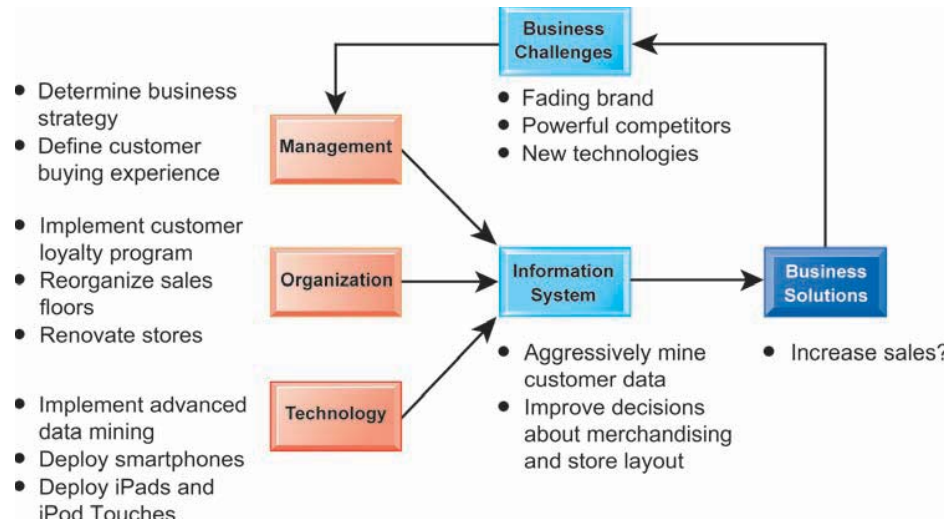 Business
Challenges
• Fading brand
• Powerful competitors
• New technologies
• Determine business
strategy
• Define customer
buying experience
Management
• Implement customer
loyalty program
• Reorganize sales
floors
• Renovate stores
Organization
Information
System
• Aggressively mine
customer data
• Improve decisions
about merchandising
and store layout
Business
Solutions
• Increase sales?
• Implement advanced
data mining
• Deploy smartphones
• Deploy iPads and
iPod Touches
Technology